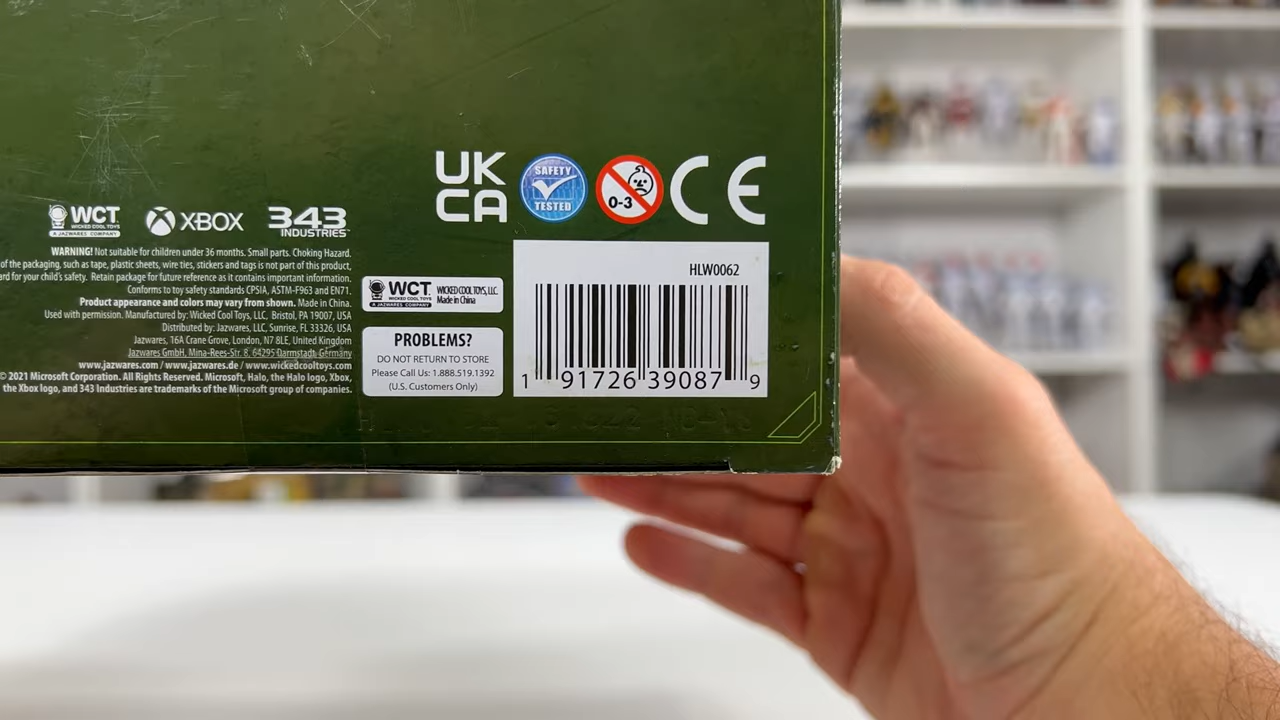 UK
CA
SAFETY
TESTED
0-3
CE
WCT
WICKED COOL TOYS
A JAZWARES COMPANY
XBOX
343
INDUSTRIES
WARNING! Not suitable for children under 36 months. Small parts. Choking Hazard.
of the packaging, such as tape, plastic sheets, wire ties, stickers and tags is not part of this product,
ard for your child's safety. Retain package for future reference as it contains important information.
Conforms to toy safety standards CPSIA, ASTM-F963 and EN71.
Product appearance and colors may vary from shown. Made in China.
Used with permission. Manufactured by: Wicked Cool Toys, LLC, Bristol, PA 19007, USA
Distributed by: Jazwares, LLC, Sunrise, FL 33326, USA
Jazwares, 16A Crane Grove, London, N7 8LE, United Kingdom
Jazwares GmbH, Mina-Rees-Str. 8, 64295 Darmstadt Germany
www.jazwares.com / www.jazwares.de / www.wickedcooltoys.com
© 2021 Microsoft Corporation. All Rights Reserved. Microsoft, Halo, the Halo logo, Xbox,
the Xbox logo, and 343 Industries are trademarks of the Microsoft group of companies.
WCT
WICKED COOL TOYS
A JAZWARES COMPANY
WICKED COOL TOYS, LLC.
Made in China
PROBLEMS?
DO NOT RETURN TO STORE
Please Call Us: 1.888.519.1392
(U.S. Customers Only)
HLW0062
1 91726 39087 9